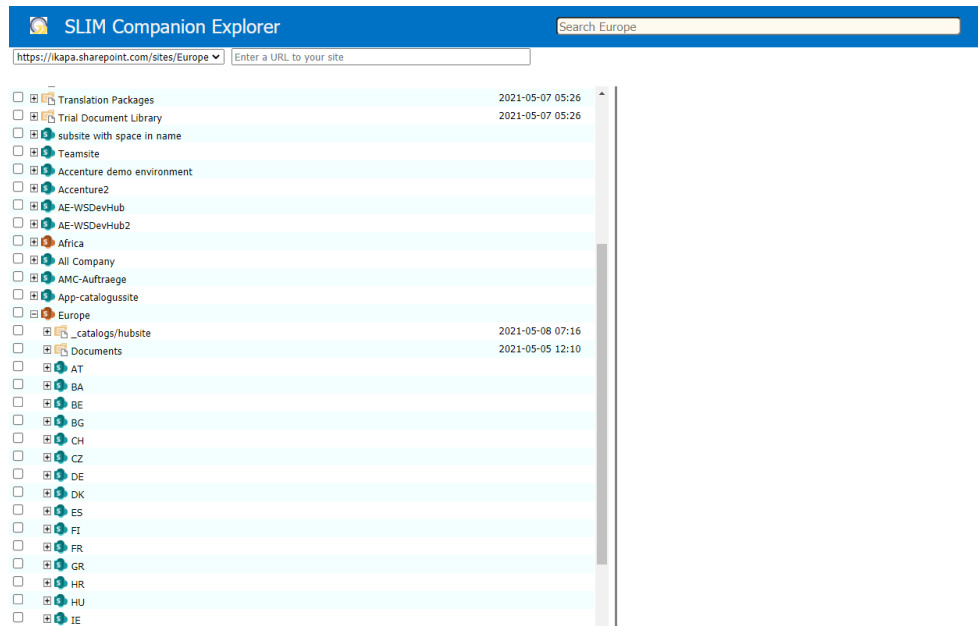 SLIM Companion Explorer
Search Europe
https://ikapa.sharepoint.com/sites/Europe
Enter a URL to your site
Translation Packages 2021-05-07 05:26
Trial Document Library 2021-05-07 05:26
subsite with space in name
Teamsite
Accenture demo environment
Accenture2
AE-WSDevHub
AE-WSDevHub2
Africa
All Company
AMC-Auftraege
App-catalogussite
Europe
_catalogs/hubsite 2021-05-08 07:16
Documents 2021-05-05 12:10
AT
BA
BE
BG
CH
CZ
DE
DK
ES
FI
FR
GR
HR
HU
IE